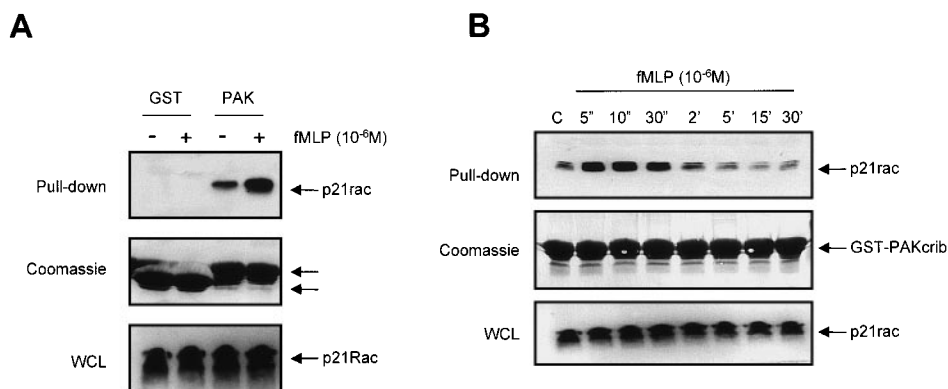 A
GST PAK
- + - + fMLP (10⁻⁶M)
Pull-down p21rac
Coomassie
WCL p21Rac
B
fMLP (10⁻⁶M)
C 5" 10" 30" 2' 5' 15' 30'
Pull-down p21rac
Coomassie GST-PAKcrib
WCL p21rac